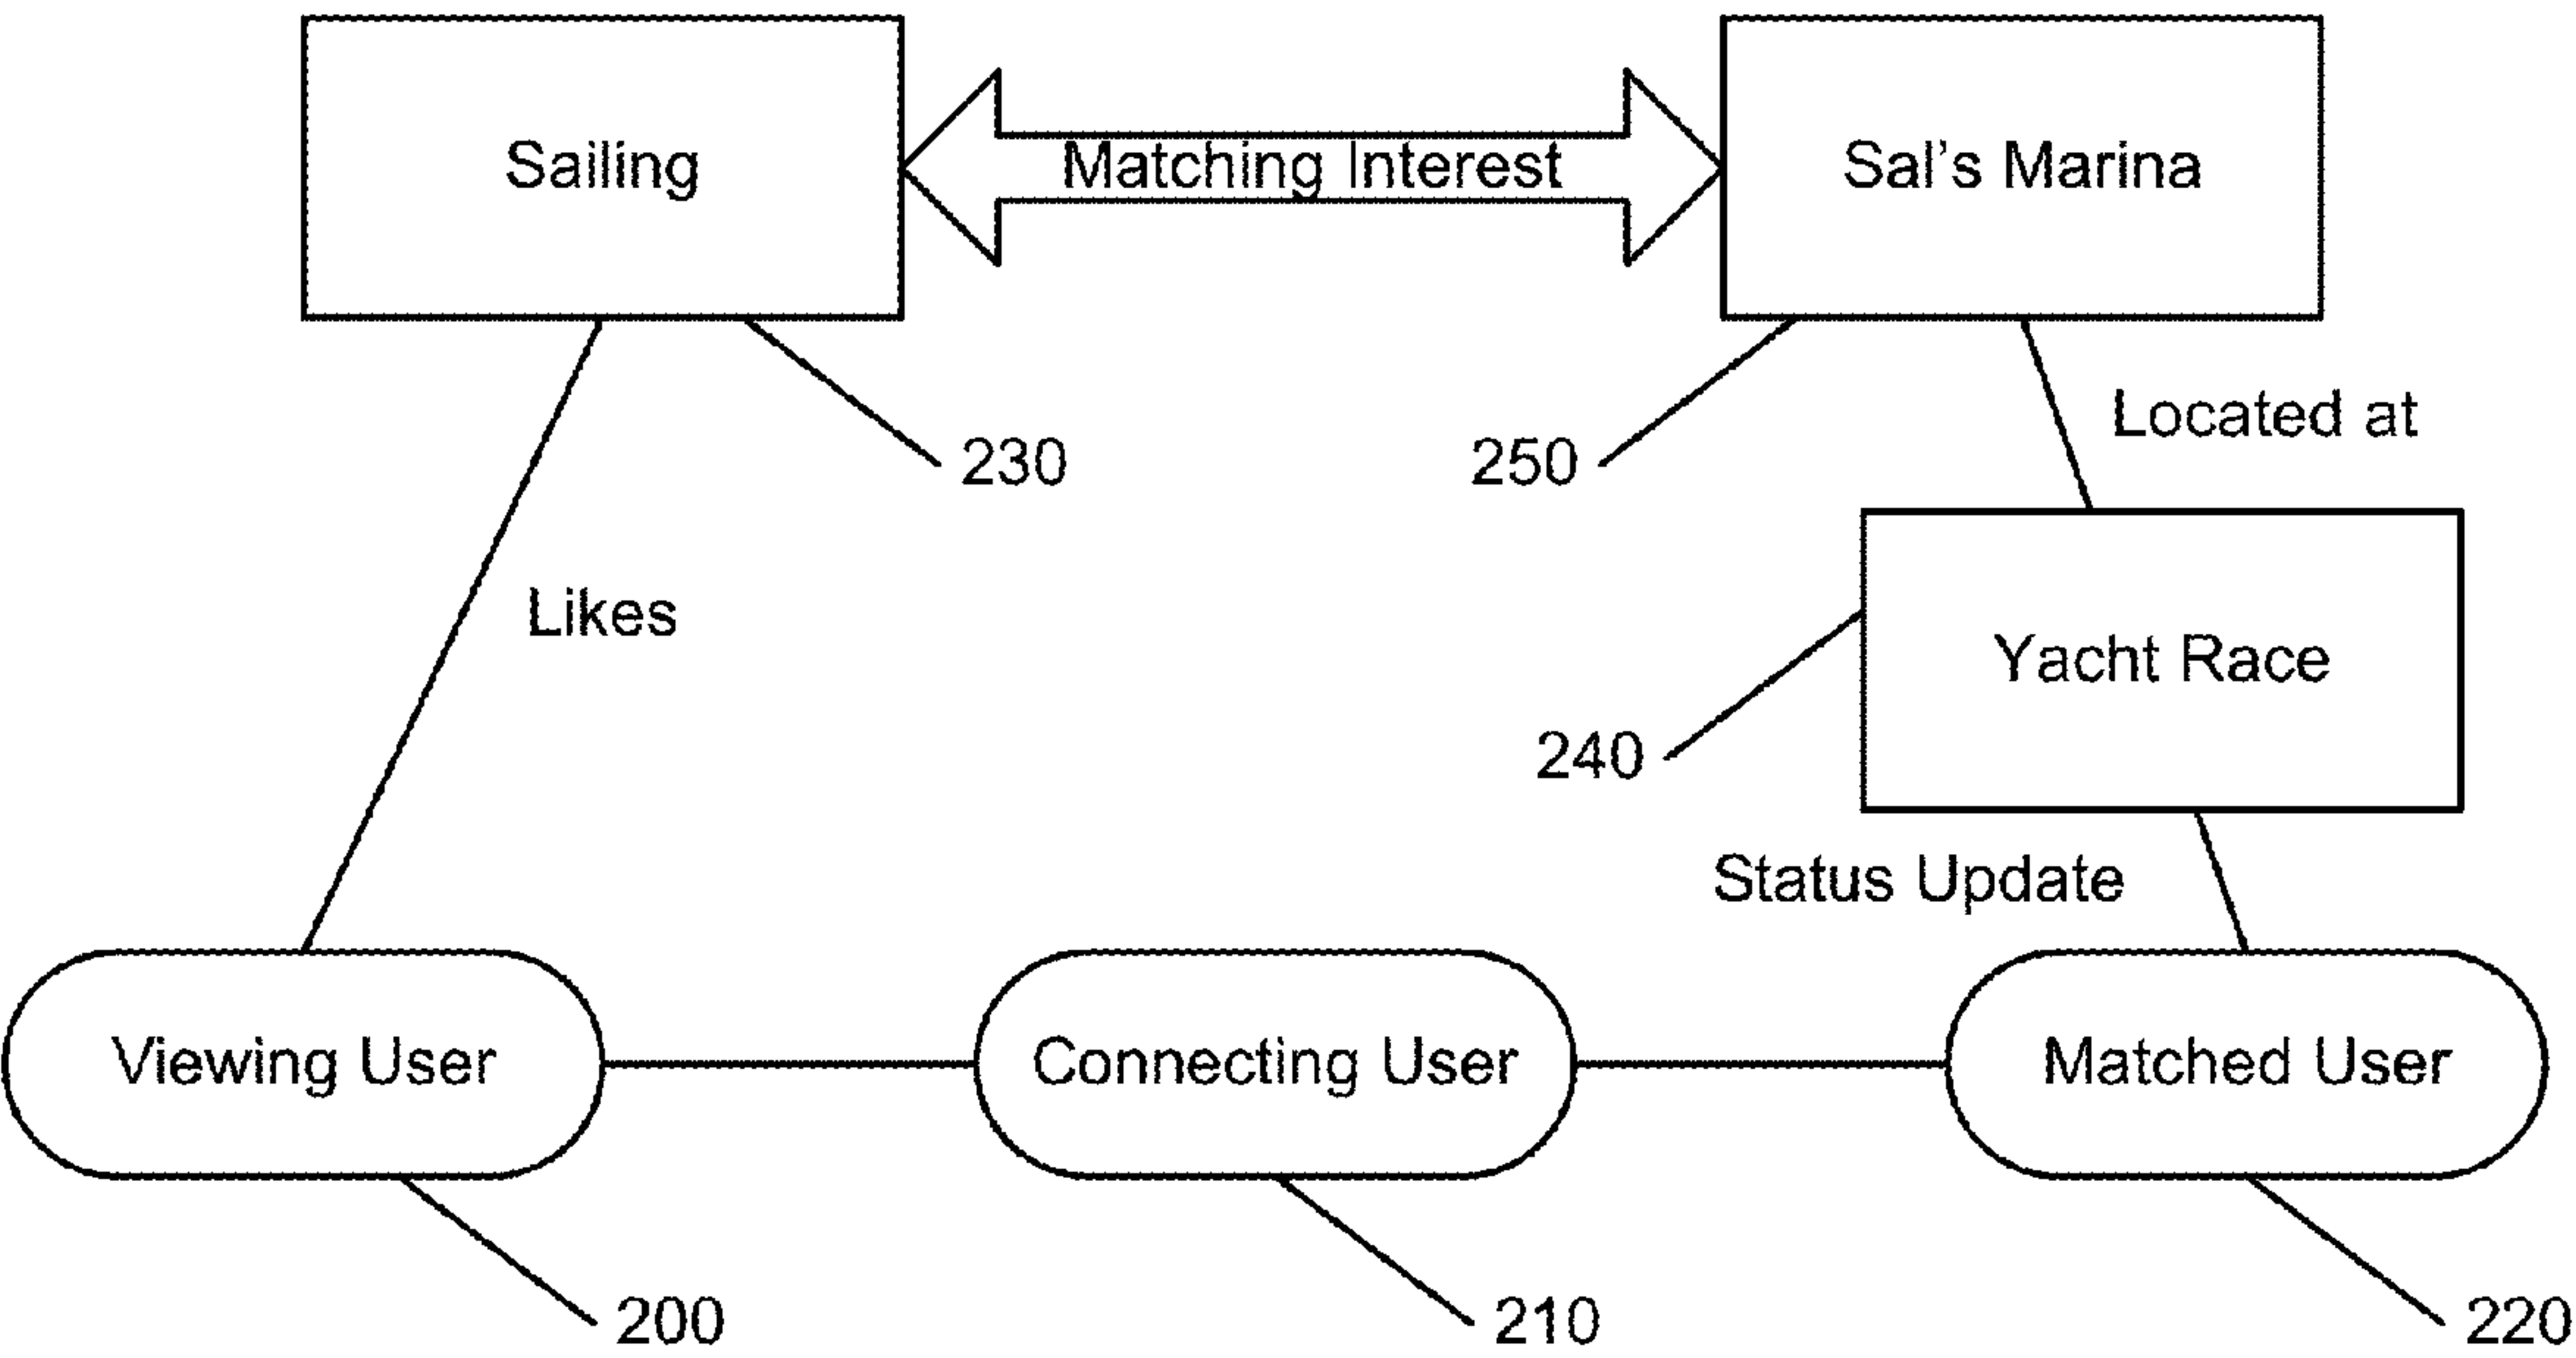 Sailing
Matching Interest
Sal's Marina
Located at
230
250
Likes
Yacht Race
240
Status Update
Viewing User
Connecting User
Matched User
200
210
220